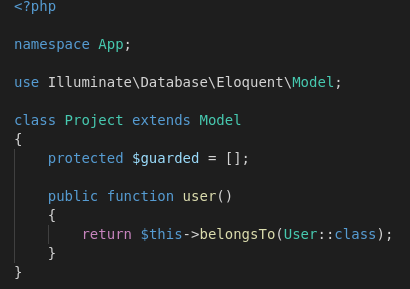 <?php
namespace App;
use Illuminate\Database\Eloquent\Model;
class Project extends Model
{
    protected $guarded = [];
    public function user()
    {
        return $this->belongsTo(User::class);
    }
}